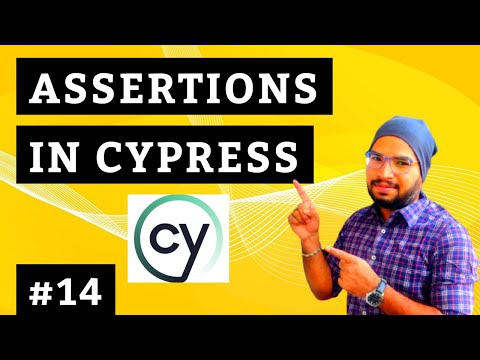 ASSERTIONS
IN CYPRESS
cy
#14